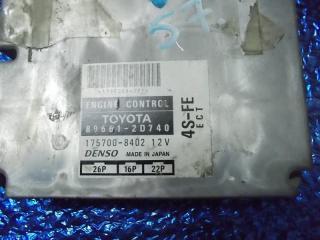 ENGINE CONTROL
TOYOTA
89661-2D740
175700-8402 12V
DENSO MADE IN JAPAN
26P 16P 22P
4S-FE
ECT